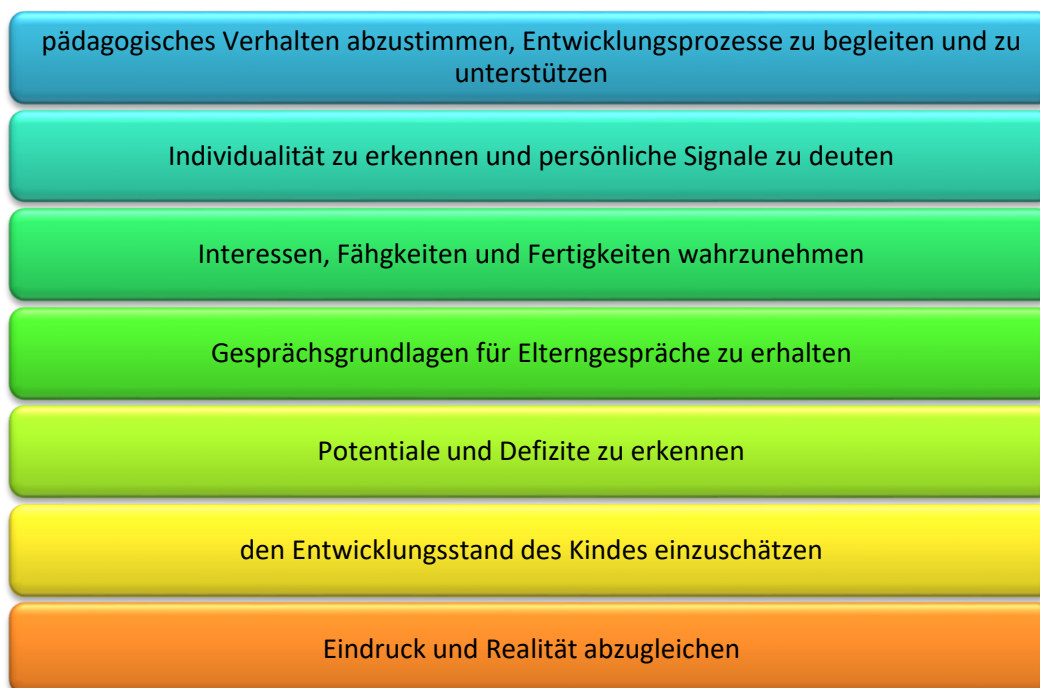 pädagogisches Verhalten abzustimmen, Entwicklungsprozesse zu begleiten und zu
unterstützen
Individualität zu erkennen und persönliche Signale zu deuten
Interessen, Fähgkeiten und Fertigkeiten wahrzunehmen
Gesprächsgrundlagen für Elterngespräche zu erhalten
Potentiale und Defizite zu erkennen
den Entwicklungsstand des Kindes einzuschätzen
Eindruck und Realität abzugleichen